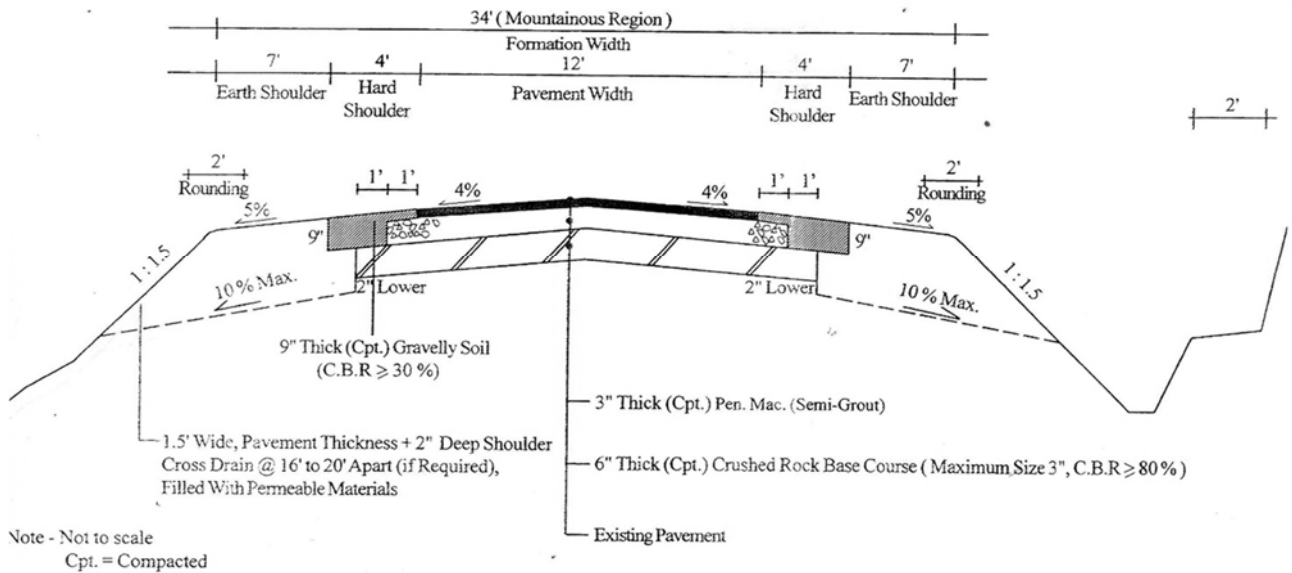 34' ( Mountainous Region )
Formation Width
7' 4' 12' 4' 7'
Earth Shoulder Hard Shoulder Pavement Width Hard Shoulder Earth Shoulder
2'
2'
Rounding
1' 1'
4% 4%
1' 1'
2'
Rounding
5% 5%
9" 9"
1 : 1.5 1:1.5
10 % Max. 2" Lower 2" Lower 10 % Max.
9" Thick (Cpt.) Gravelly Soil
(C.B.R ⩾ 30 %)
3" Thick (Cpt.) Pen. Mac. (Semi-Grout)
1.5' Wide, Pavement Thickness + 2" Deep Shoulder
Cross Drain @ 16' to 20' Apart (if Required),
Filled With Permeable Materials
6" Thick (Cpt.) Crushed Rock Base Course ( Maximum Size 3", C.B.R ⩾ 80 % )
Existing Pavement
Note - Not to scale
Cpt. = Compacted